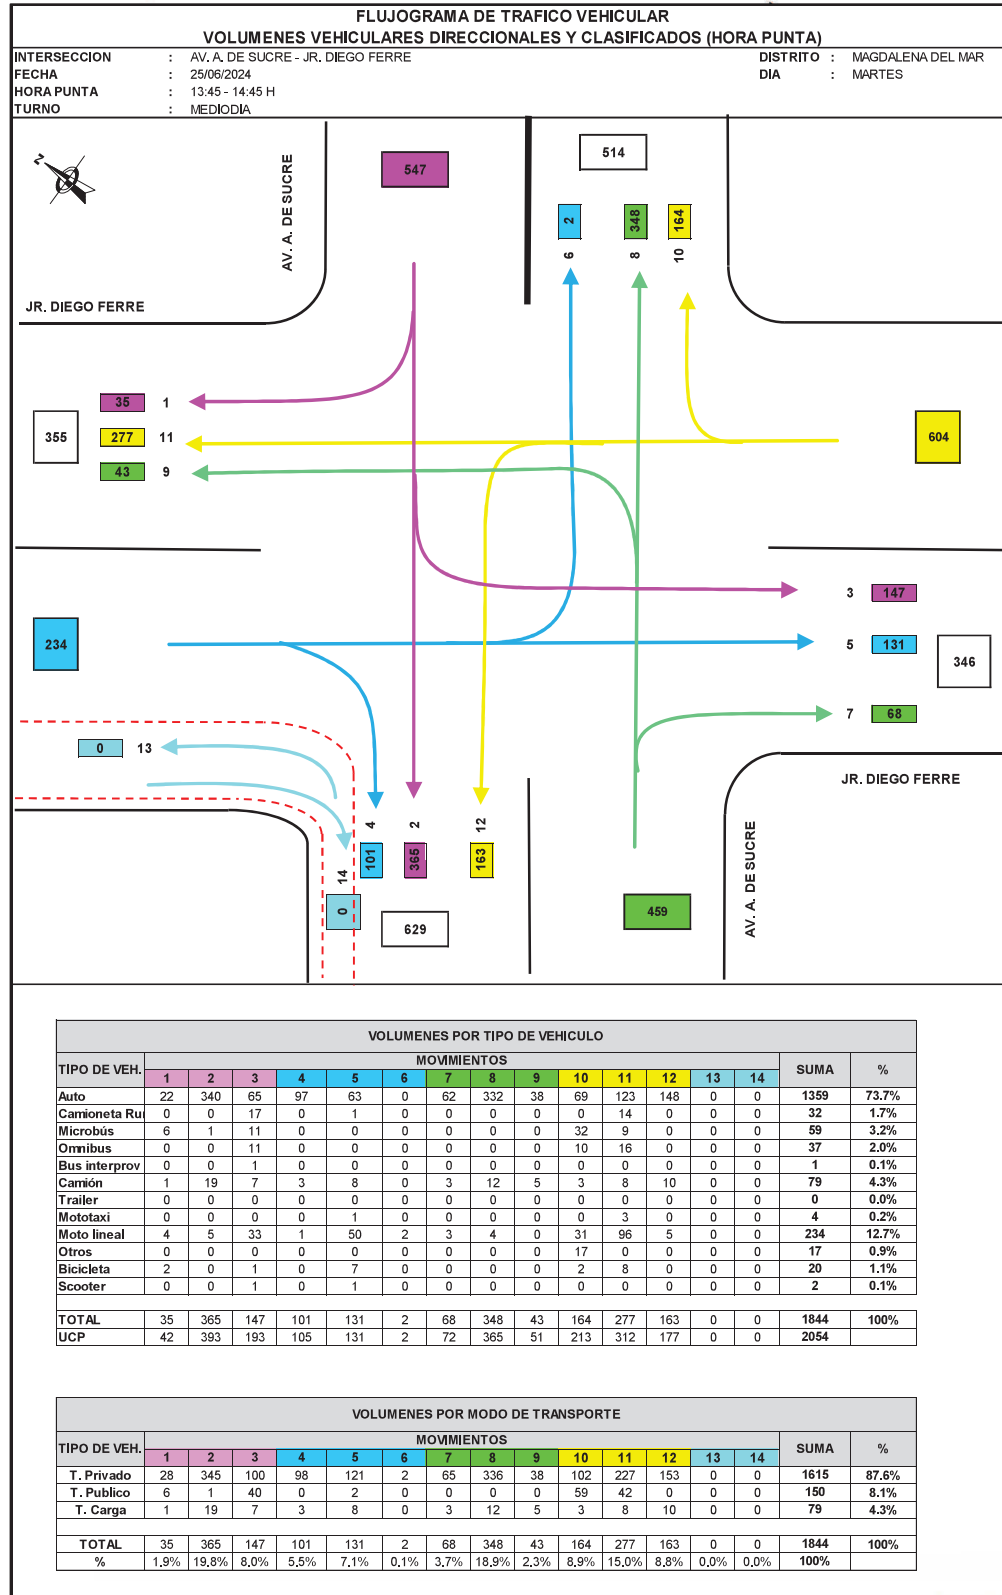 FLUJOGRAMA DE TRAFICO VEHICULAR
VOLUMENES VEHICULARES DIRECCIONALES Y CLASIFICADOS (HORA PUNTA)
INTERSECCION : AV. A. DE SUCRE - JR. DIEGO FERRE DISTRITO : MAGDALENA DEL MAR
FECHA : 25/06/2024 DIA : MARTES
HORA PUNTA : 13:45 - 14:45 H
TURNO : MEDIODIA
N
AV. A. DE SUCRE
547
514
2 348 164
6 8 10
JR. DIEGO FERRE
35 1
355 277 11
604
43 9
3 147
234
5 131
346
7 68
0 13
JR. DIEGO FERRE
4 2 12
101 365 163
14
0
629
459
AV. A. DE SUCRE
VOLUMENES POR TIPO DE VEHICULO
TIPO DE VEH. MOVIMIENTOS SUMA %
1 2 3 4 5 6 7 8 9 10 11 12 13 14
Auto 22 340 65 97 63 0 62 332 38 69 123 148 0 0 1359 73.7%
Camioneta Ru 0 0 17 0 1 0 0 0 0 0 14 0 0 0 32 1.7%
Microbús 6 1 11 0 0 0 0 0 0 32 9 0 0 0 59 3.2%
Omnibus 0 0 11 0 0 0 0 0 0 10 16 0 0 0 37 2.0%
Bus interprov 0 0 1 0 0 0 0 0 0 0 0 0 0 0 1 0.1%
Camión 1 19 7 3 8 0 3 12 5 3 8 10 0 0 79 4.3%
Trailer 0 0 0 0 0 0 0 0 0 0 0 0 0 0 0 0.0%
Mototaxi 0 0 0 0 1 0 0 0 0 0 3 0 0 0 4 0.2%
Moto lineal 4 5 33 1 50 2 3 4 0 31 96 5 0 0 234 12.7%
Otros 0 0 0 0 0 0 0 0 0 17 0 0 0 0 17 0.9%
Bicicleta 2 0 1 0 7 0 0 0 0 2 8 0 0 0 20 1.1%
Scooter 0 0 1 0 1 0 0 0 0 0 0 0 0 0 2 0.1%
TOTAL 35 365 147 101 131 2 68 348 43 164 277 163 0 0 1844 100%
UCP 42 393 193 105 131 2 72 365 51 213 312 177 0 0 2054
VOLUMENES POR MODO DE TRANSPORTE
TIPO DE VEH. MOVIMIENTOS SUMA %
1 2 3 4 5 6 7 8 9 10 11 12 13 14
T. Privado 28 345 100 98 121 2 65 336 38 102 227 153 0 0 1615 87.6%
T. Publico 6 1 40 0 2 0 0 0 0 59 42 0 0 0 150 8.1%
T. Carga 1 19 7 3 8 0 3 12 5 3 8 10 0 0 79 4.3%
TOTAL 35 365 147 101 131 2 68 348 43 164 277 163 0 0 1844 100%
% 1.9% 19.8% 8.0% 5.5% 7.1% 0.1% 3.7% 18.9% 2.3% 8.9% 15.0% 8.8% 0.0% 0.0% 100%